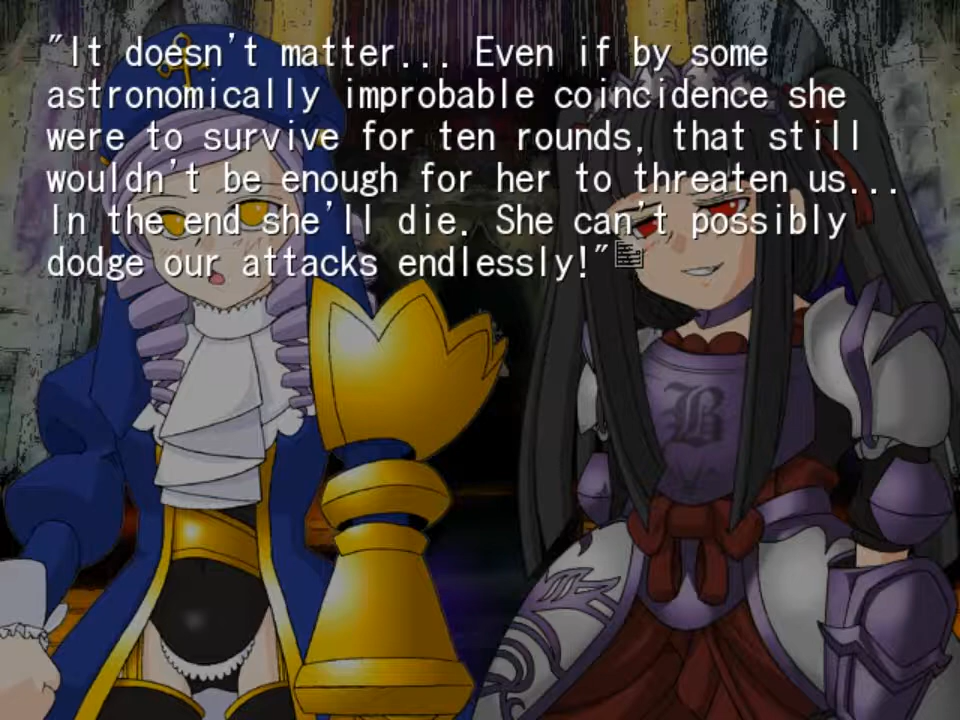 "It doesn't matter... Even if by some
astronomically improbable coincidence she
were to survive for ten rounds, that still
wouldn't be enough for her to threaten us...
In the end she'll die. She can't possibly
dodge our attacks endlessly!"
B